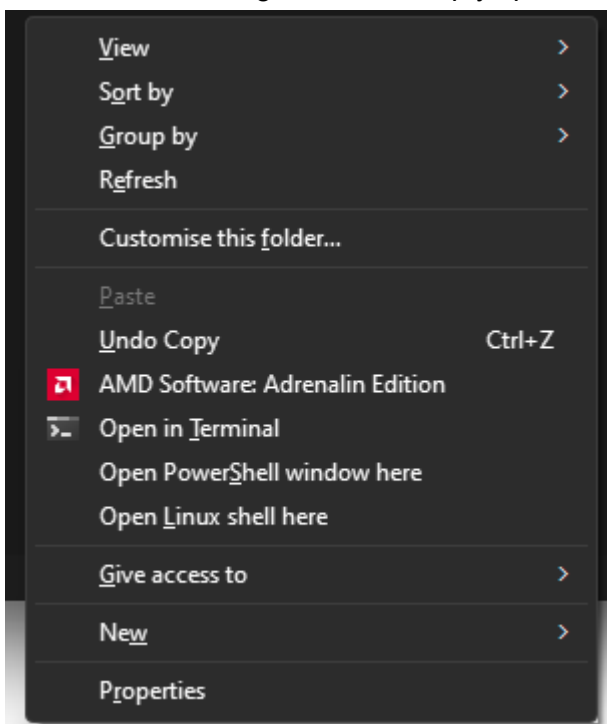 View
Sort by
Group by
Refresh
Customise this folder...
Paste
Undo Copy Ctrl+Z
AMD Software: Adrenalin Edition
Open in Terminal
Open PowerShell window here
Open Linux shell here
Give access to
New
Properties